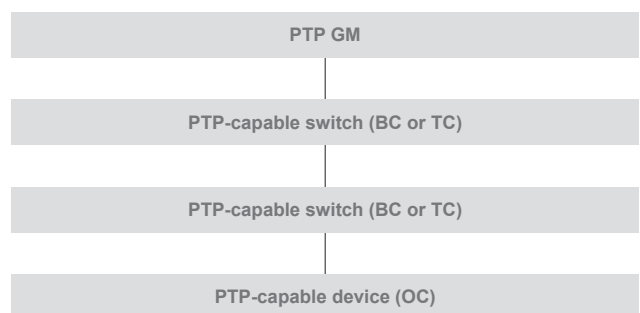 PTP GM
PTP-capable switch (BC or TC)
PTP-capable switch (BC or TC)
PTP-capable device (OC)